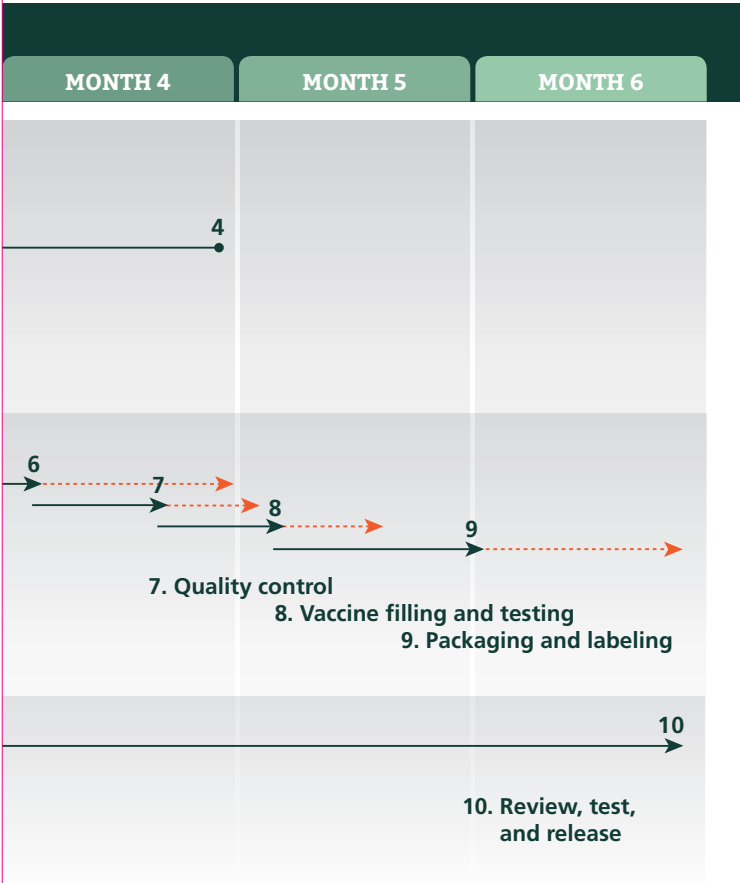 MONTH 4 MONTH 5 MONTH 6
4
6
7
8
9
7. Quality control
8. Vaccine filling and testing
9. Packaging and labeling
10
10. Review, test,
and release